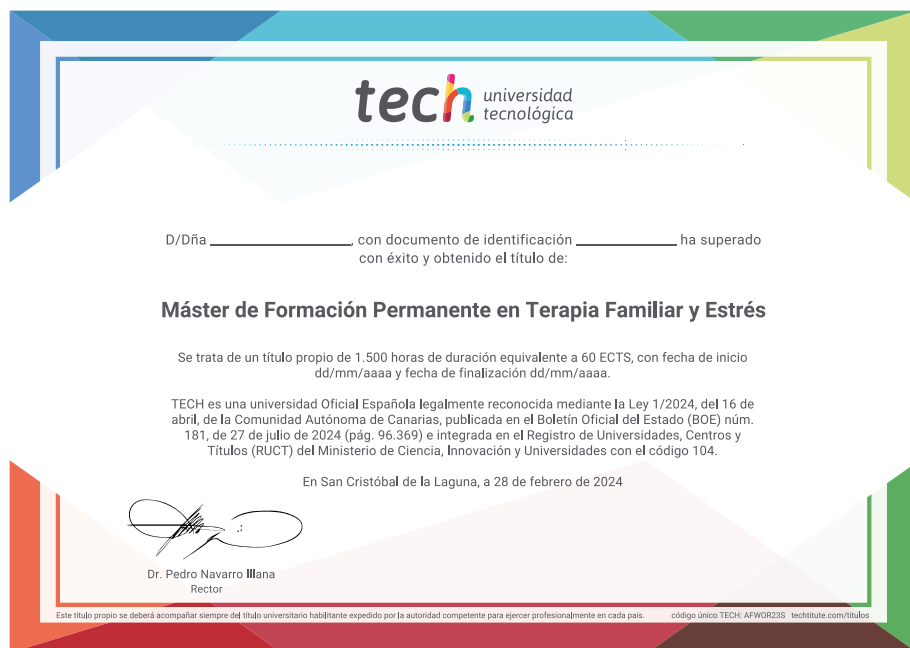 tech universidad
tecnológica
D/Dña ______________, con documento de identificación __________ ha superado
con éxito y obtenido el título de:
Máster de Formación Permanente en Terapia Familiar y Estrés
Se trata de un título propio de 1.500 horas de duración equivalente a 60 ECTS, con fecha de inicio
dd/mm/aaaa y fecha de finalización dd/mm/aaaa.
TECH es una universidad Oficial Española legalmente reconocida mediante la Ley 1/2024, del 16 de
abril, de la Comunidad Autónoma de Canarias, publicada en el Boletín Oficial del Estado (BOE) núm.
181, de 27 de julio de 2024 (pág. 96.369) e integrada en el Registro de Universidades, Centros y
Títulos (RUCT) del Ministerio de Ciencia, Innovación y Universidades con el código 104.
En San Cristóbal de la Laguna, a 28 de febrero de 2024
Dr. Pedro Navarro Illana
Rector
Este título propio se deberá acompañar siempre del título universitario habilitante expedido por la autoridad competente para ejercer profesionalmente en cada país. código único TECH: AFWOR23S techtitute.com/titulos